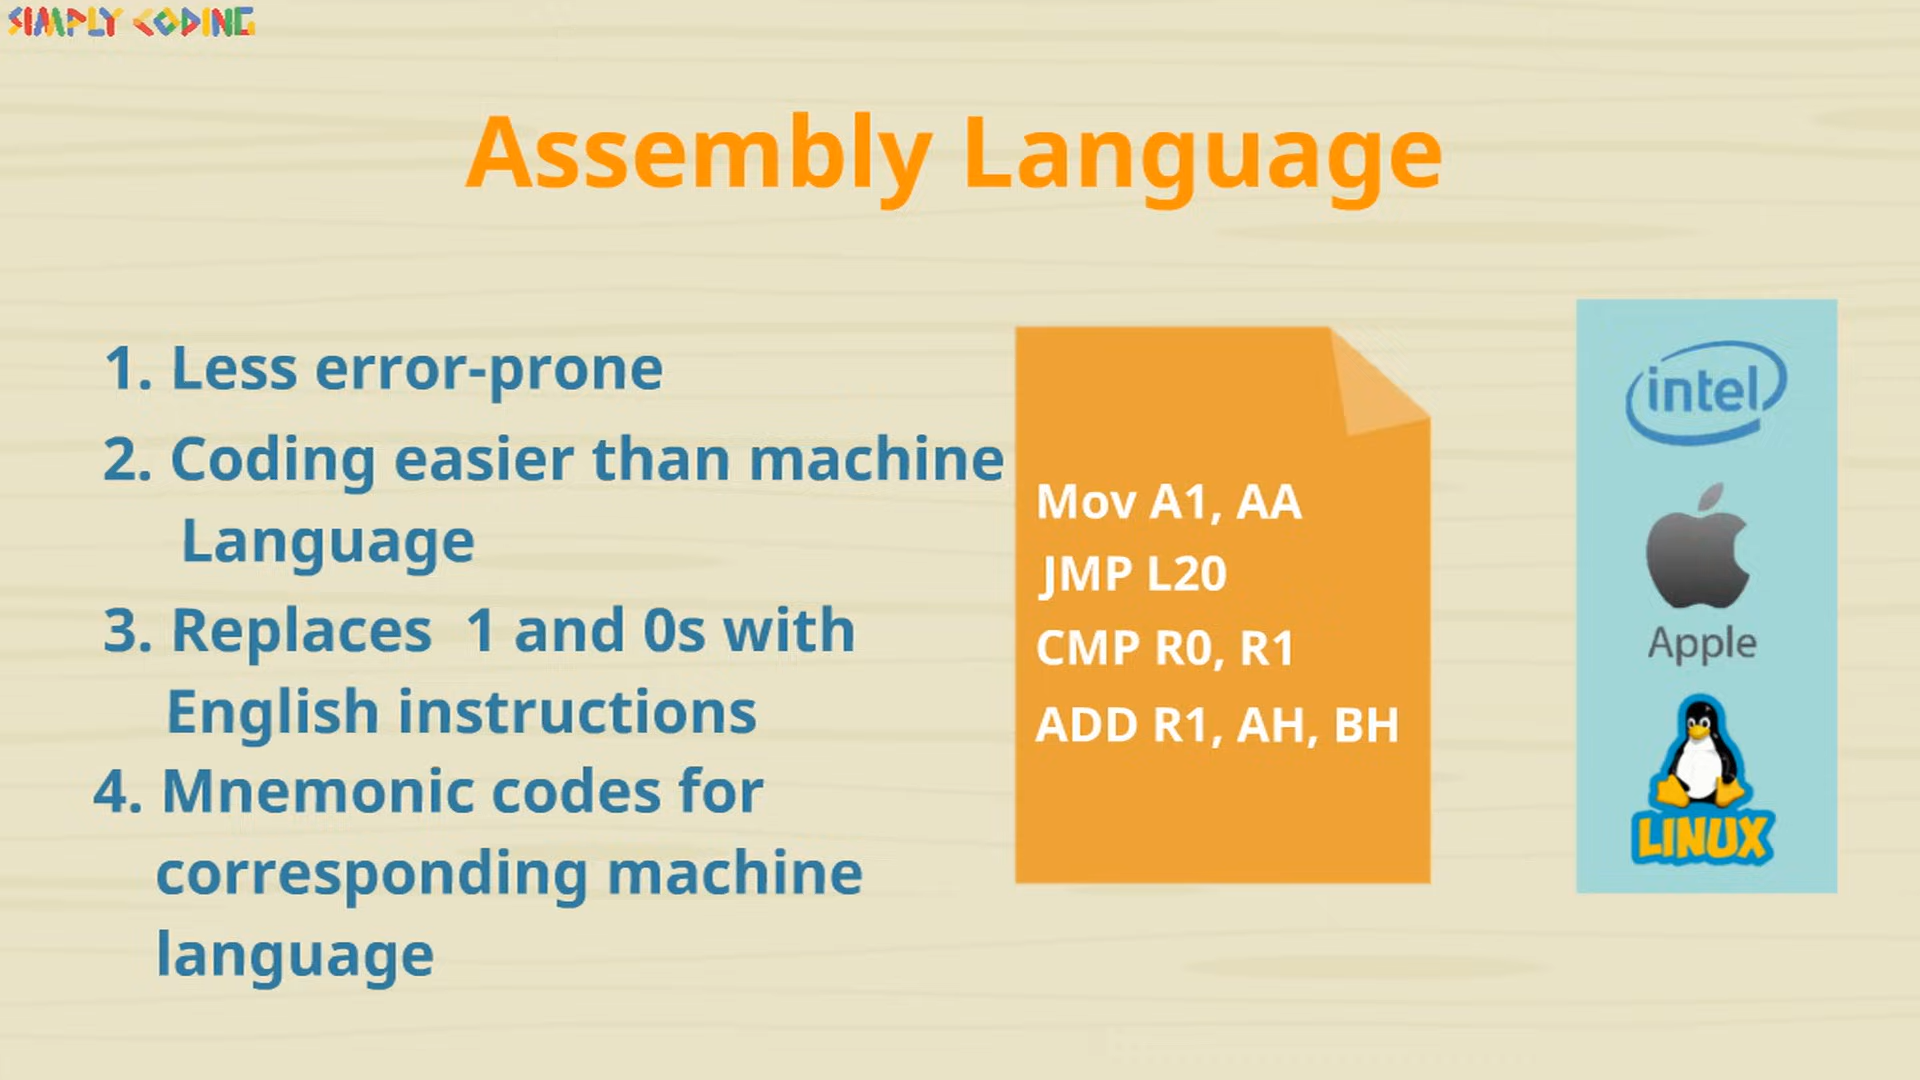 SIMPLY CODING
Assembly Language
1. Less error-prone
2. Coding easier than machine
Language
3. Replaces 1 and 0s with
English instructions
4. Mnemonic codes for
corresponding machine
language
Mov A1, AA
JMP L20
CMP R0, R1
ADD R1, AH, BH
intel
Apple
LINUX